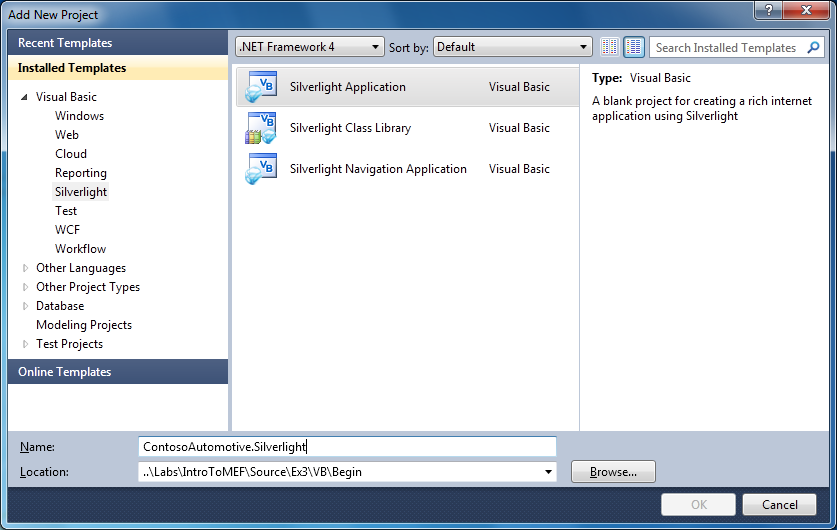 Add New Project
?
Recent Templates
.NET Framework 4
Sort by:
Default
Search Installed Templates
Installed Templates
Visual Basic
Windows
Web
Cloud
Reporting
Silverlight
Test
WCF
Workflow
Other Languages
Other Project Types
Database
Modeling Projects
Test Projects
Online Templates
VB
Silverlight Application
Visual Basic
VB
Silverlight Class Library
Visual Basic
VB
Silverlight Navigation Application
Visual Basic
Type: Visual Basic
A blank project for creating a rich internet
application using Silverlight
Name:
ContosoAutomotive.Silverlight
Location:
..\Labs\IntroToMEF\Source\Ex3\VB\Begin
Browse...
OK
Cancel